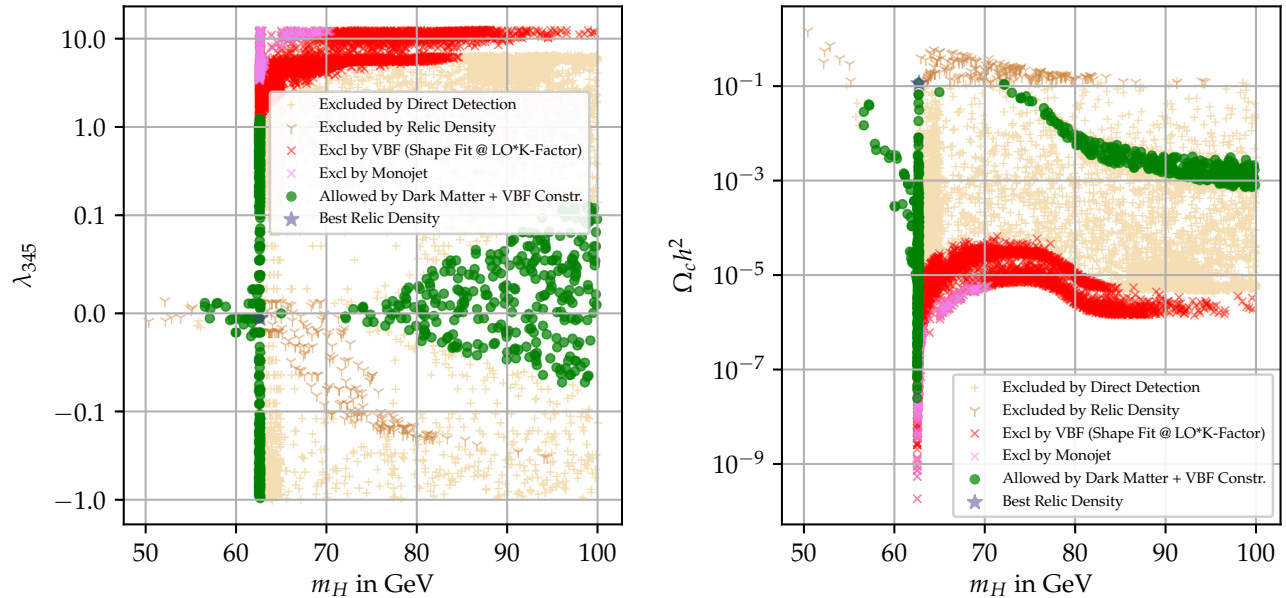 10.0
1.0
0.1
0.0
−0.1
−1.0
λ345
50
60
70
80
90
100
m_H in GeV
Excluded by Direct Detection
Excluded by Relic Density
Excl by VBF (Shape Fit @ LO*K-Factor)
Excl by Monojet
Allowed by Dark Matter + VBF Constr.
Best Relic Density
10⁻¹
10⁻³
10⁻⁵
10⁻⁷
10⁻⁹
Ω_c h²
50
60
70
80
90
100
m_H in GeV
Excluded by Direct Detection
Excluded by Relic Density
Excl by VBF (Shape Fit @ LO*K-Factor)
Excl by Monojet
Allowed by Dark Matter + VBF Constr.
Best Relic Density